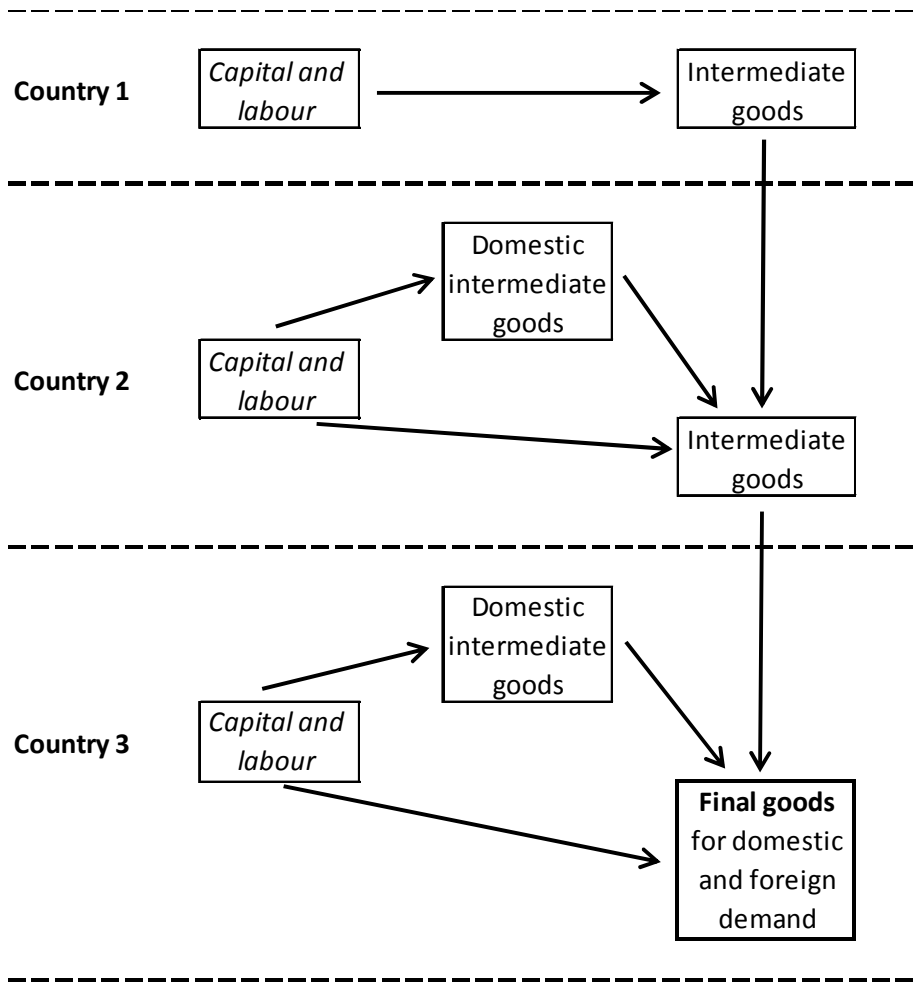 Country 1
Capital and
labour
Intermediate
goods
Country 2
Capital and
labour
Domestic
intermediate
goods
Intermediate
goods
Country 3
Capital and
labour
Domestic
intermediate
goods
Final goods
for domestic
and foreign
demand